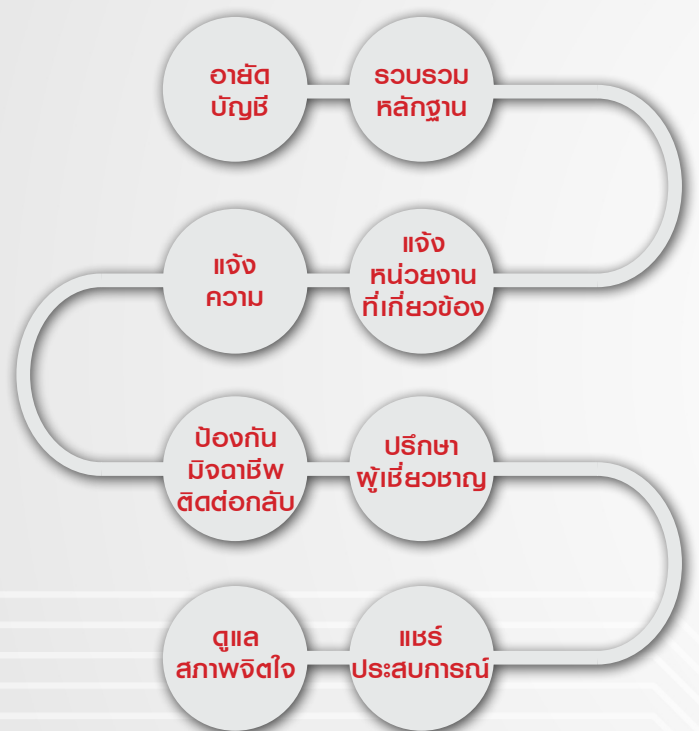 อายัด
บัญชี
รวบรวม
หลักฐาน
แจ้ง
หน่วยงาน
ที่เกี่ยวข้อง
แจ้ง
ความ
ป้องกัน
มิจฉาชีพ
ติดต่อกลับ
ปรึกษา
ผู้เชี่ยวชาญ
แชร์
ประสบการณ์
ดูแล
สภาพจิตใจ